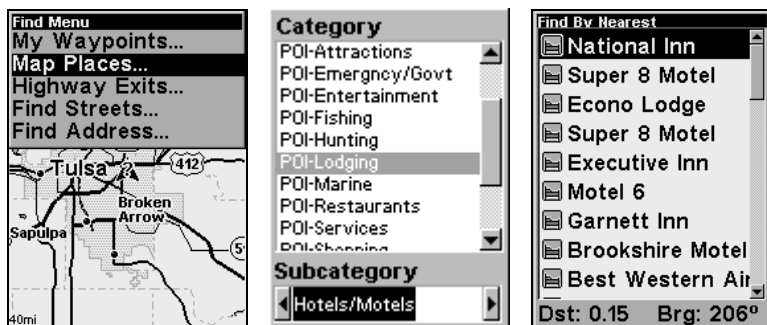 Find Menu
My Waypoints...
Map Places...
Highway Exits...
Find Streets...
Find Address...
412
Tulsa
Broken
Arrow
Sapulpa
40mi
Category
POI-Attractions
POI-Emergncy/Govt
POI-Entertainment
POI-Fishing
POI-Hunting
POI-Lodging
POI-Marine
POI-Restaurants
POI-Services
POI-Shopping
Subcategory
Hotels/Motels
Find By Nearest
National Inn
Super 8 Motel
Econo Lodge
Super 8 Motel
Executive Inn
Motel 6
Garnett Inn
Brookshire Motel
Best Western Air
Dst: 0.15 Brg: 206º